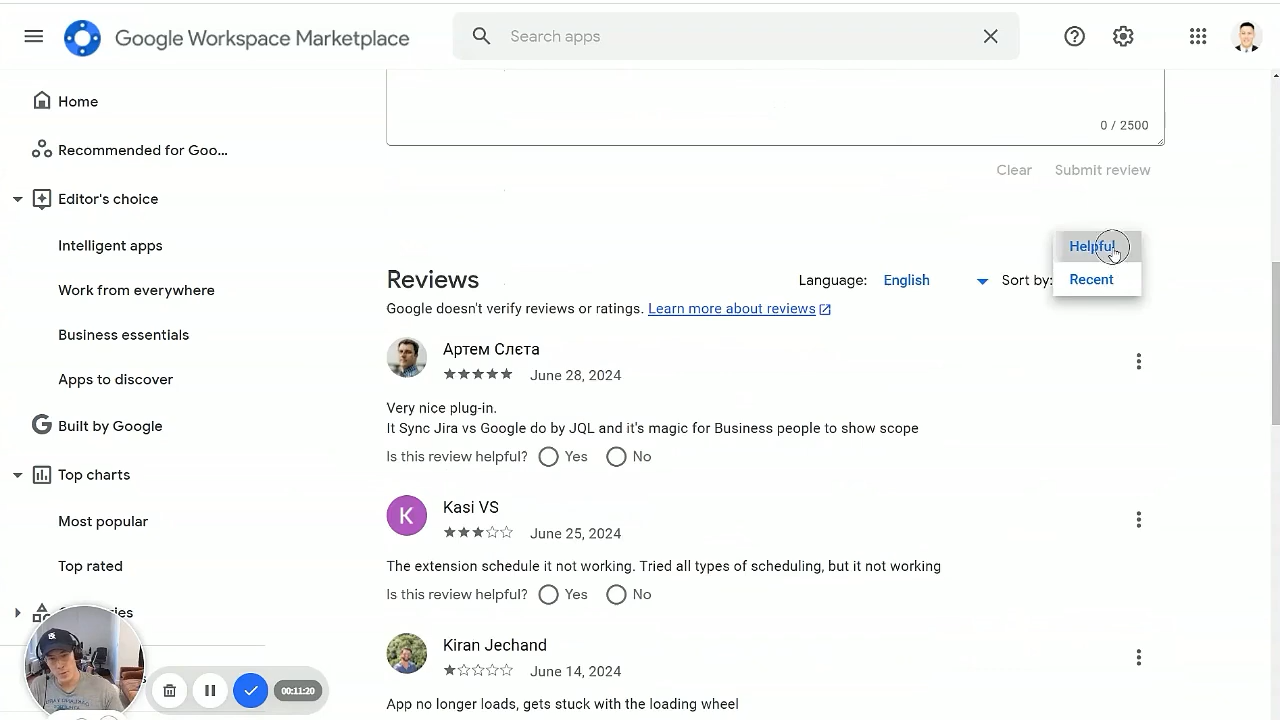 Google Workspace Marketplace
Search apps
Home
Recommended for Goo...
Editor's choice
Intelligent apps
Work from everywhere
Business essentials
Apps to discover
Built by Google
Top charts
Most popular
Top rated
00:11:20
0 / 2500
Clear Submit review
Helpful
Recent
Reviews
Language: English Sort by:
Google doesn't verify reviews or ratings. Learn more about reviews
Артем Слєта
June 28, 2024
Very nice plug-in.
It Sync Jira vs Google do by JQL and it's magic for Business people to show scope
Is this review helpful? Yes No
K
Kasi VS
June 25, 2024
The extension schedule it not working. Tried all types of scheduling, but it not working
Is this review helpful? Yes No
Kiran Jechand
June 14, 2024
App no longer loads, gets stuck with the loading wheel